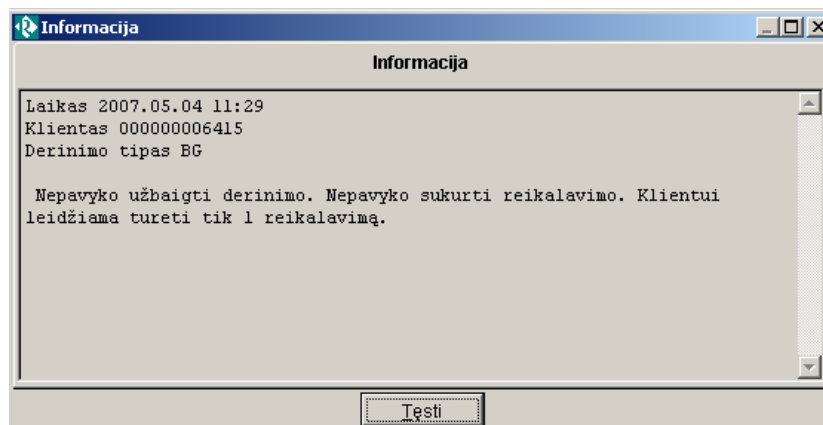 Informacija
Informacija
Laikas 2007.05.04 11:29
Klientas 000000006415
Derinimo tipas BG
Nepavyko užbaigti derinimo. Nepavyko sukurti reikalavimo. Klientui
leidžiama tureti tik 1 reikalavimą.
Tęsti